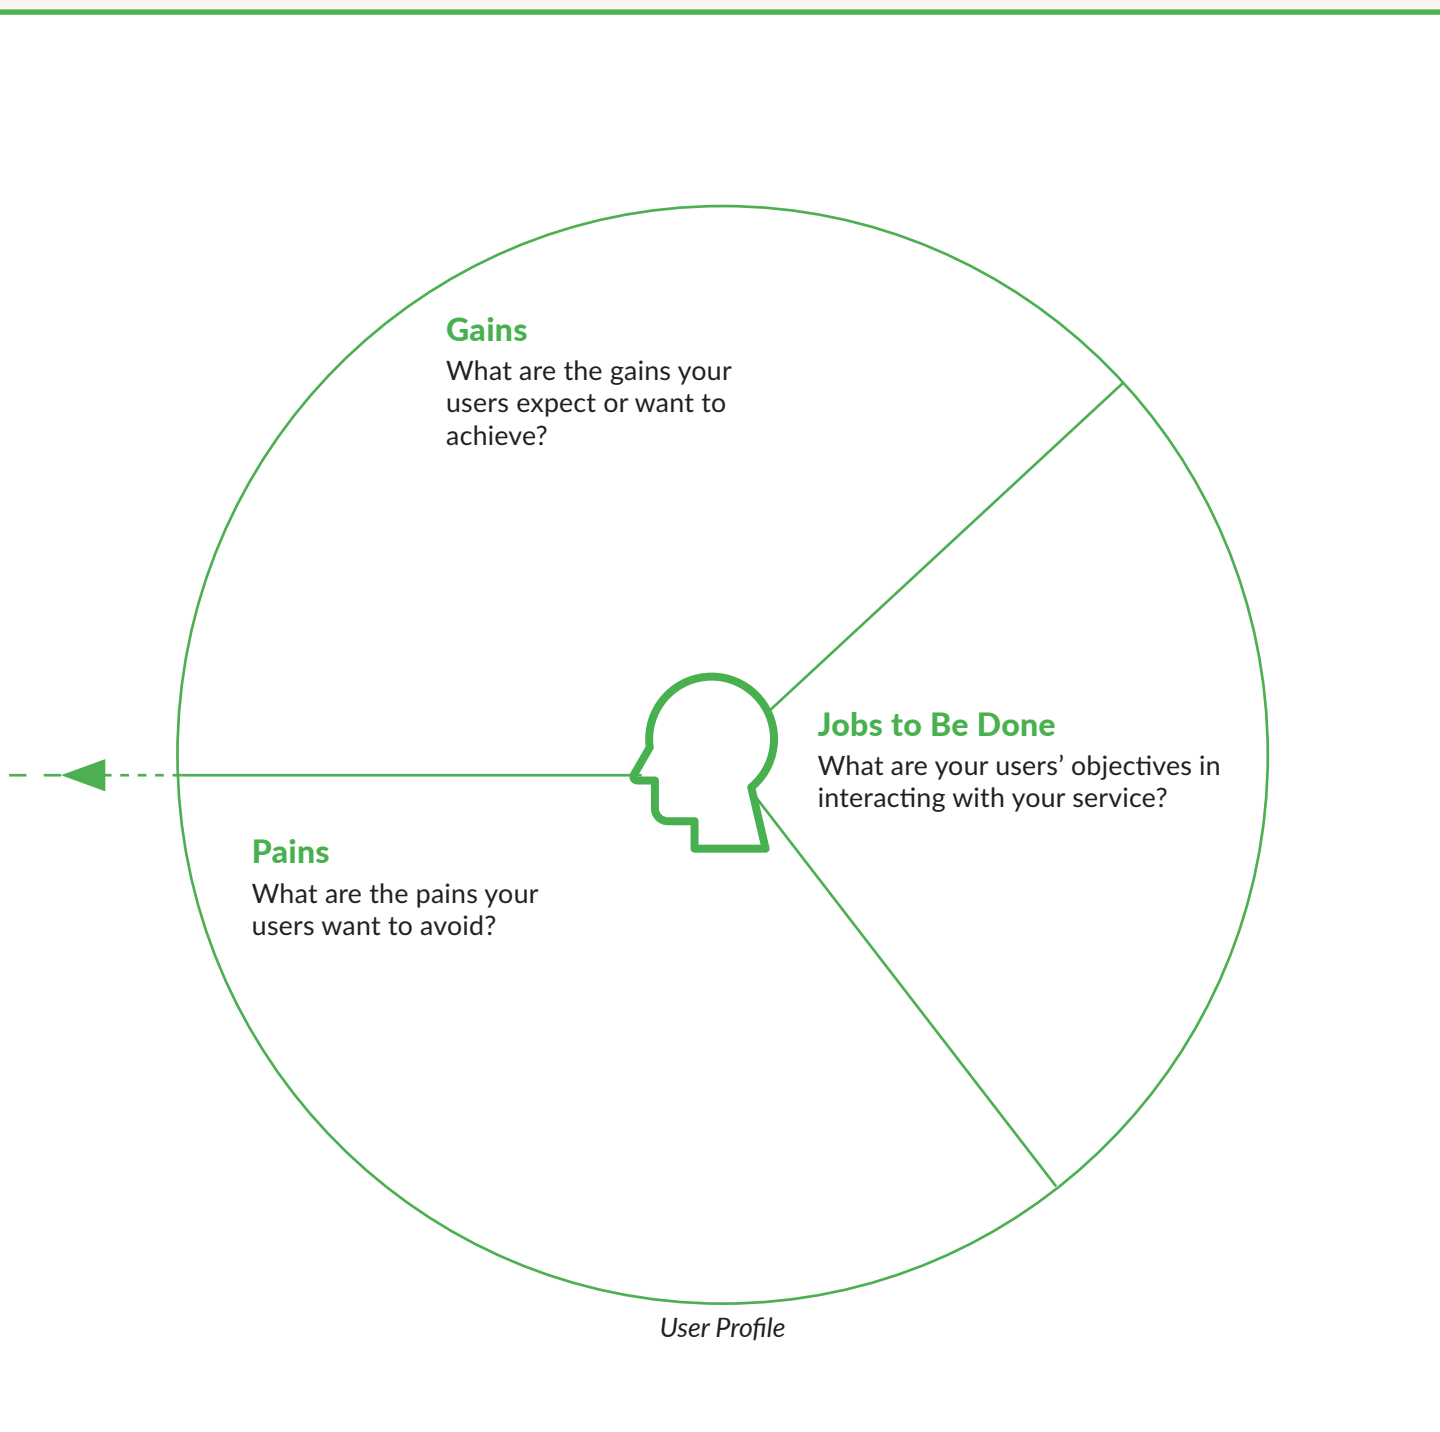 Gains
What are the gains your
users expect or want to
achieve?
Jobs to Be Done
What are your users’ objectives in
interacting with your service?
Pains
What are the pains your
users want to avoid?
User Profile